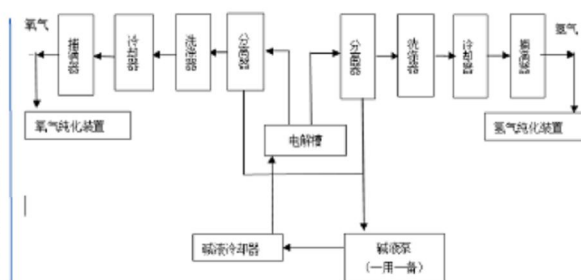 氧气
捕滴器
冷却器
洗涤器
分离器
分离器
洗涤器
冷却器
捕滴器
氢气
氧气纯化装置
电解槽
氢气纯化装置
碱液冷却器
碱液泵
(一用一备)